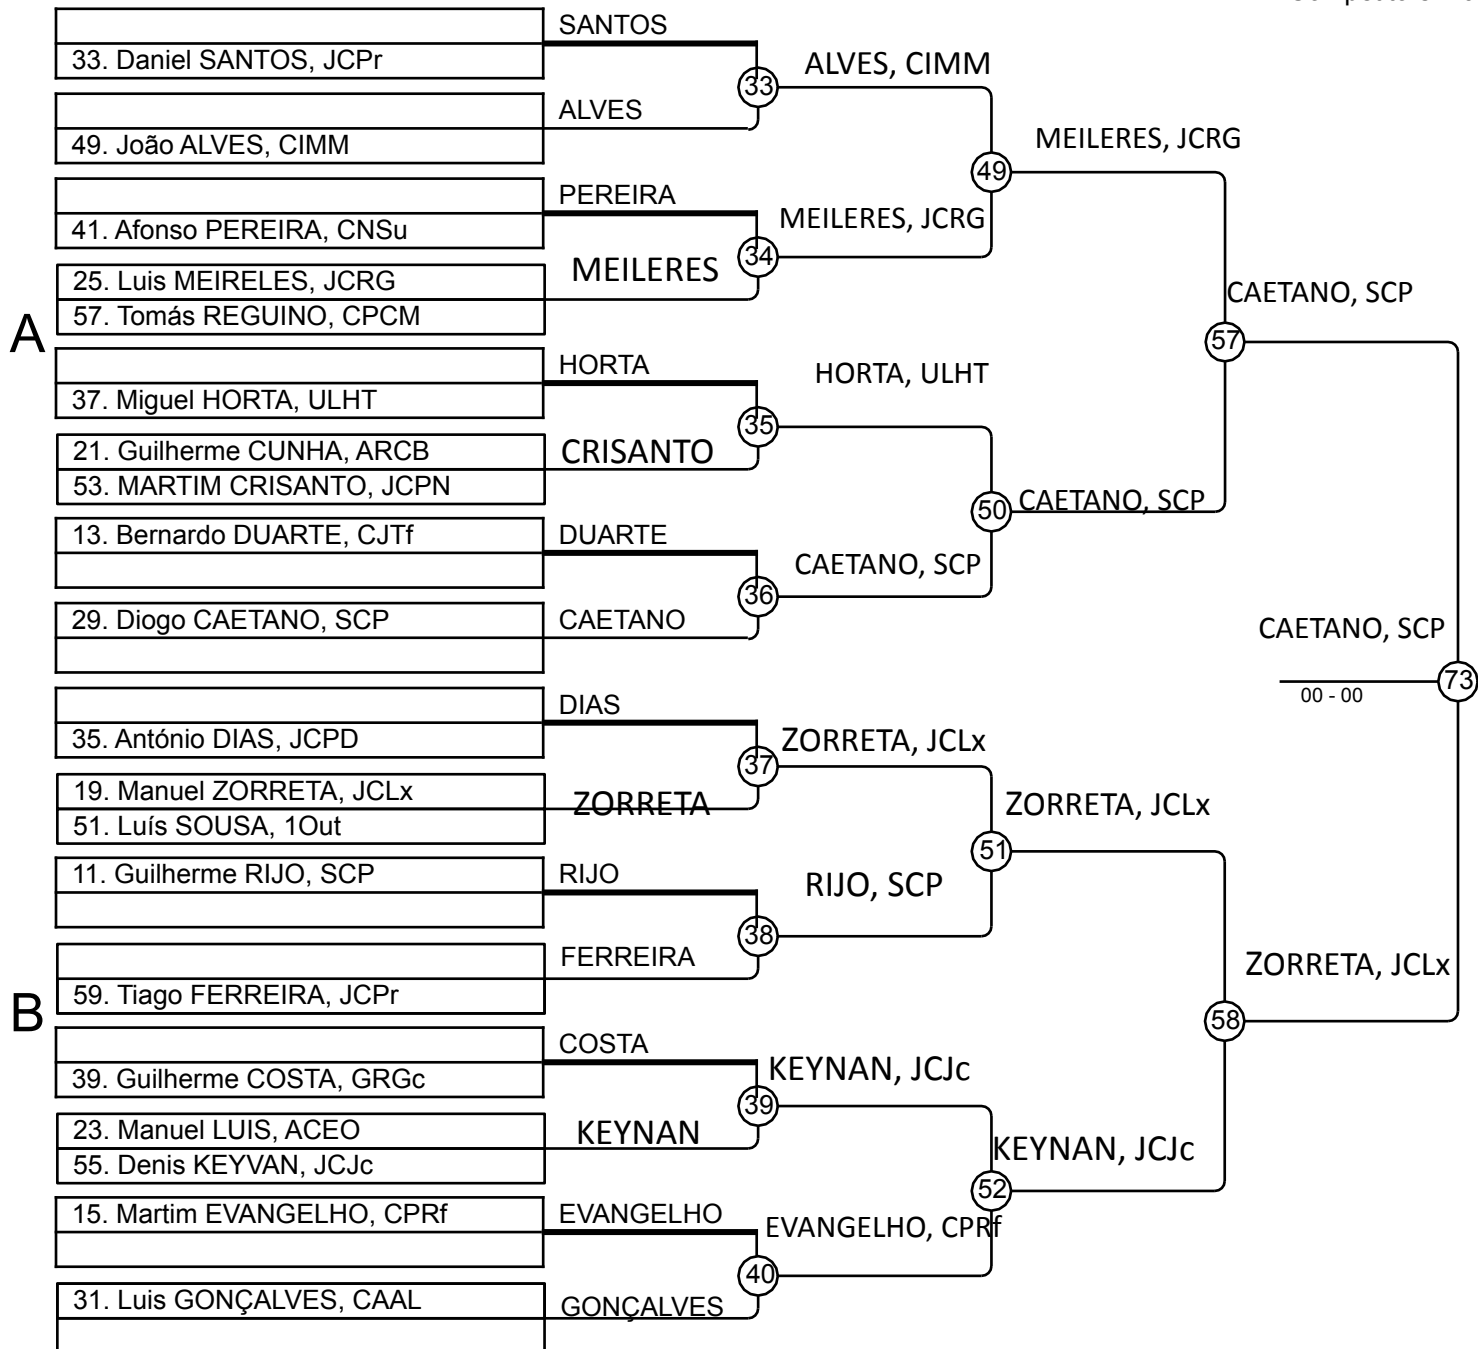 SANTOS
33. Daniel SANTOS, JCPr
ALVES, CIMM
33
ALVES
49. João ALVES, CIMM
MEILERES, JCRG
49
PEREIRA
41. Afonso PEREIRA, CNSu
MEILERES, JCRG
34
MEILERES
25. Luis MEIRELES, JCRG
57. Tomás REGUINO, CPCM
CAETANO, SCP
A
57
HORTA
37. Miguel HORTA, ULHT
HORTA, ULHT
35
21. Guilherme CUNHA, ARCB
CRISANTO
53. MARTIM CRISANTO, JCPN
50
CAETANO, SCP
13. Bernardo DUARTE, CJTf
DUARTE
CAETANO, SCP
36
29. Diogo CAETANO, SCP
CAETANO
CAETANO, SCP
73
00 - 00
DIAS
35. António DIAS, JCPD
ZORRETA, JCLx
37
19. Manuel ZORRETA, JCLx
ZORRETA
51. Luís SOUSA, 1Out
ZORRETA, JCLx
51
11. Guilherme RIJO, SCP
RIJO
RIJO, SCP
38
FERREIRA
59. Tiago FERREIRA, JCPr
ZORRETA, JCLx
B
58
COSTA
39. Guilherme COSTA, GRGc
KEYNAN, JCJc
39
23. Manuel LUIS, ACEO
KEYNAN
55. Denis KEYVAN, JCJc
KEYNAN, JCJc
52
15. Martim EVANGELHO, CPRf
EVANGELHO
EVANGELHO, CPRf
40
31. Luis GONÇALVES, CAAL
GONÇALVES